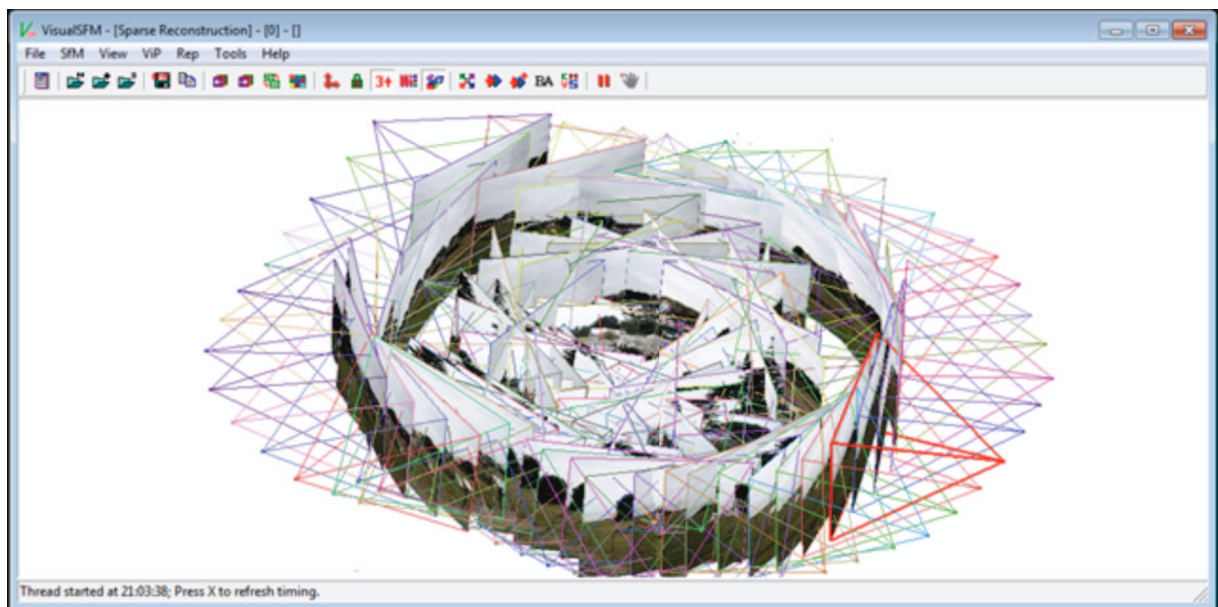 VisualSFM - [Sparse Reconstruction] - [0] - []
File SfM View ViP Rep Tools Help
3+ BA
Thread started at 21:03:38; Press X to refresh timing.